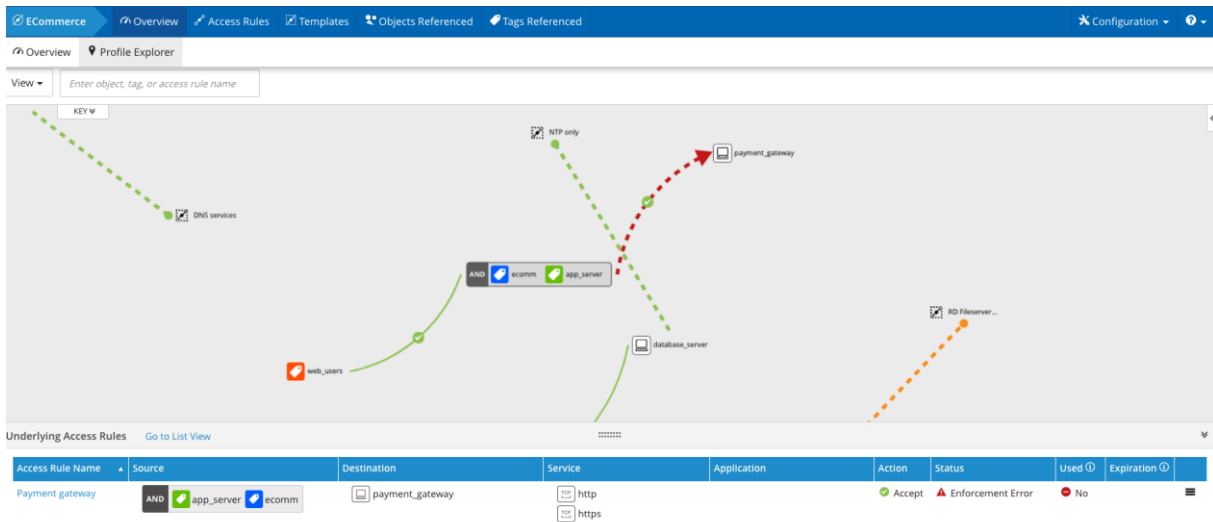 ECommerce Overview Access Rules Templates Objects Referenced Tags Referenced Configuration
Overview Profile Explorer
View Enter object, tag, or access rule name
KEY
NTP only
payment_gateway
DNS services
AND ecomm app_server
RD Fileserver...
database_server
web_users
Underlying Access Rules Go to List View
Access Rule Name Source Destination Service Application Action Status Used Expiration
Payment gateway AND app_server ecomm payment_gateway TCP http Accept Enforcement Error No
TCP https